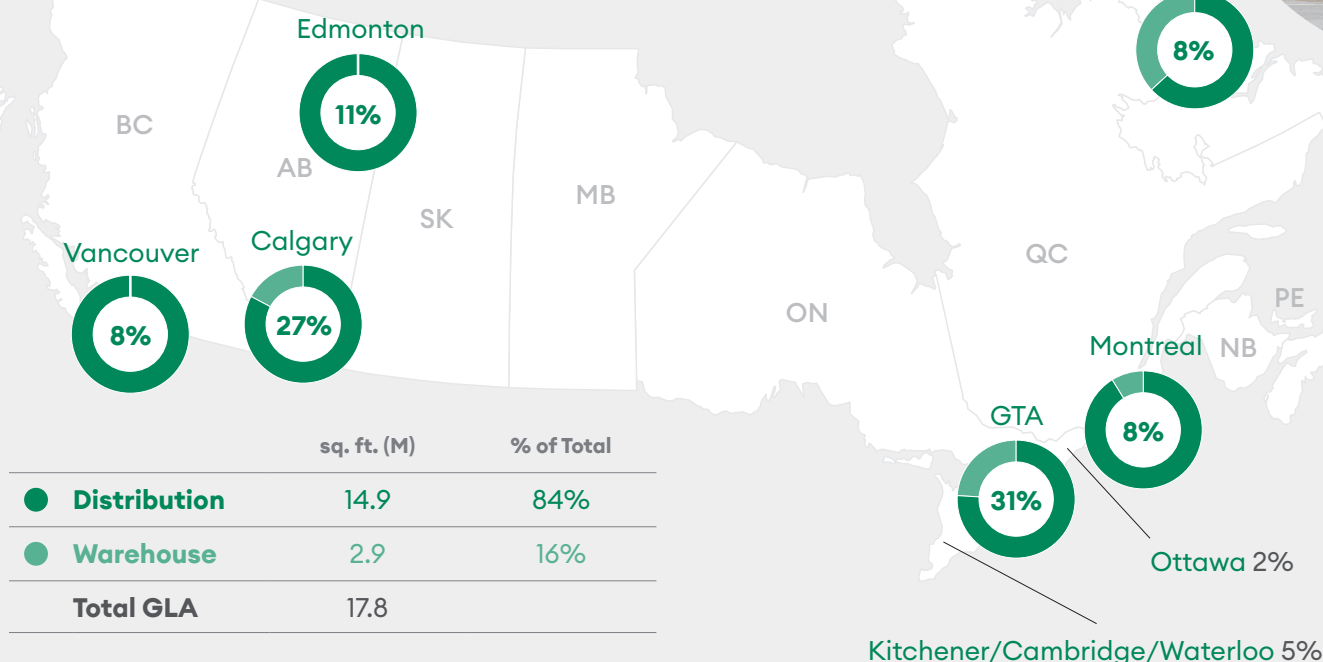 Edmonton
11%
8%
BC
AB
SK
MB
Vancouver
8%
Calgary
27%
ON
QC
PE
NB
Montreal
8%
GTA
31%
Ottawa 2%
Kitchener/Cambridge/Waterloo 5%
sq. ft. (M) % of Total
Distribution 14.9 84%
Warehouse 2.9 16%
Total GLA 17.8